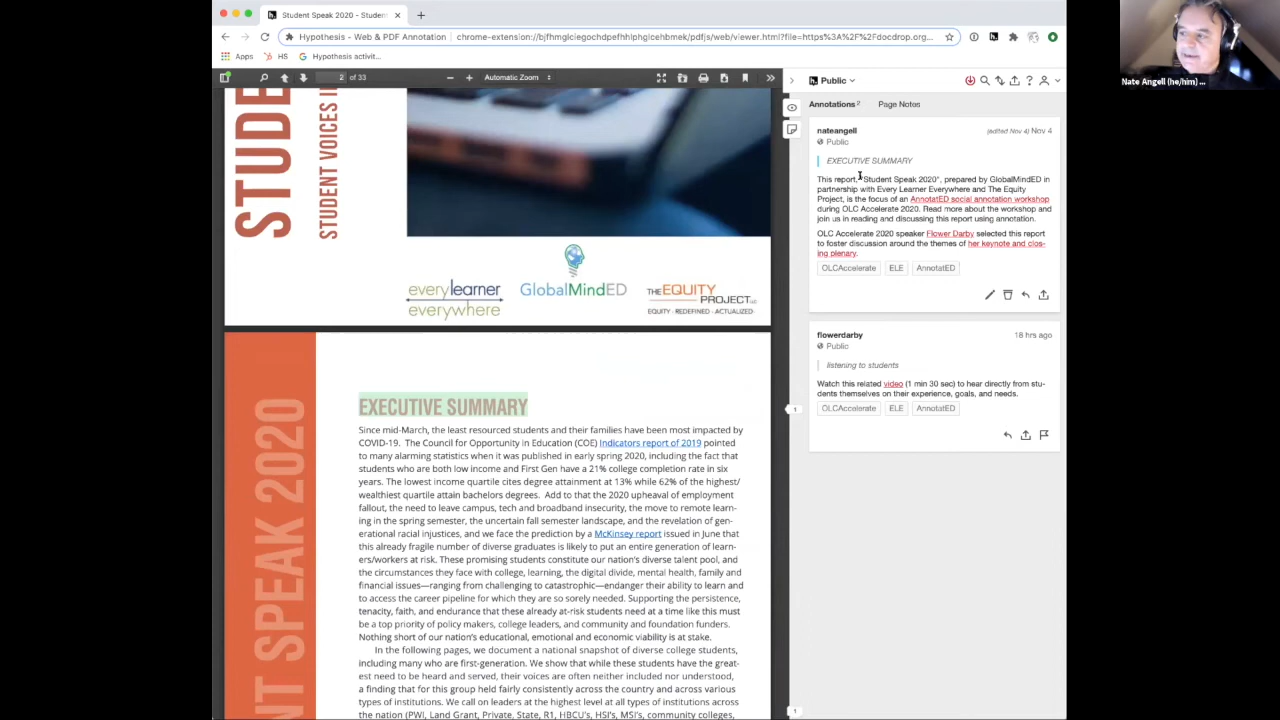 Student Speak 2020 - Studen
Hypothesis - Web & PDF Annotation
chrome-extension://bjfhmglciegochdpefhhlphglcehbmek/pdfjs/web/viewer.html?file=https%3A%2F%2Fdocdrop.org...
Apps
HS
Hypothesis activit...
2 of 33
Automatic Zoom
Public
Annotations 2
Page Notes
STUDE
STUDENT VOICES I
everylearner
everywhere
GlobalMindED
THE EQUITY
PROJECT, LLC
EQUITY · REDEFINED · ACTUALIZED
NT SPEAK 2020
EXECUTIVE SUMMARY
Since mid-March, the least resourced students and their families have been most impacted by
COVID-19. The Council for Opportunity in Education (COE) Indicators report of 2019 pointed
to many alarming statistics when it was published in early spring 2020, including the fact that
students who are both low income and First Gen have a 21% college completion rate in six
years. The lowest income quartile cites degree attainment at 13% while 62% of the highest/
wealthiest quartile attain bachelors degrees. Add to that the 2020 upheaval of employment
fallout, the need to leave campus, tech and broadband insecurity, the move to remote learn-
ing in the spring semester, the uncertain fall semester landscape, and the revelation of gen-
erational racial injustices, and we face the prediction by a McKinsey report issued in June that
this already fragile number of diverse graduates is likely to put an entire generation of learn-
ers/workers at risk. These promising students constitute our nation's diverse talent pool, and
the circumstances they face with college, learning, the digital divide, mental health, family and
financial issues—ranging from challenging to catastrophic—endanger their ability to learn and
to access the career pipeline for which they are so sorely needed. Supporting the persistence,
tenacity, faith, and endurance that these already at-risk students need at a time like this must
be a top priority of policy makers, college leaders, and community and foundation funders.
Nothing short of our nation's educational, emotional and economic viability is at stake.
In the following pages, we document a national snapshot of diverse college students,
including many who are first-generation. We show that while these students have the great-
est need to be heard and served, their voices are often neither included nor understood,
a finding that for this group held fairly consistently across the country and across various
types of institutions. We call on leaders at the highest level at all types of institutions across
the nation (PWI, Land Grant, Private, State, R1, HBCU's, HSI's, MSI's, community colleges,
nateangell
(edited Nov 4) Nov 4
Public
EXECUTIVE SUMMARY
This report, "Student Speak 2020", prepared by GlobalMindED in
partnership with Every Learner Everywhere and The Equity
Project, is the focus of an AnnotatED social annotation workshop
during OLC Accelerate 2020. Read more about the workshop and
join us in reading and discussing this report using annotation.
OLC Accelerate 2020 speaker Flower Darby selected this report
to foster discussion around the themes of her keynote and clos-
ing plenary.
OLCAccelerate ELE AnnotatED
flowerdarby
18 hrs ago
Public
listening to students
Watch this related video (1 min 30 sec) to hear directly from stu-
dents themselves on their experience, goals, and needs.
OLCAccelerate ELE AnnotatED
1
1
Nate Angell (he/him) ...